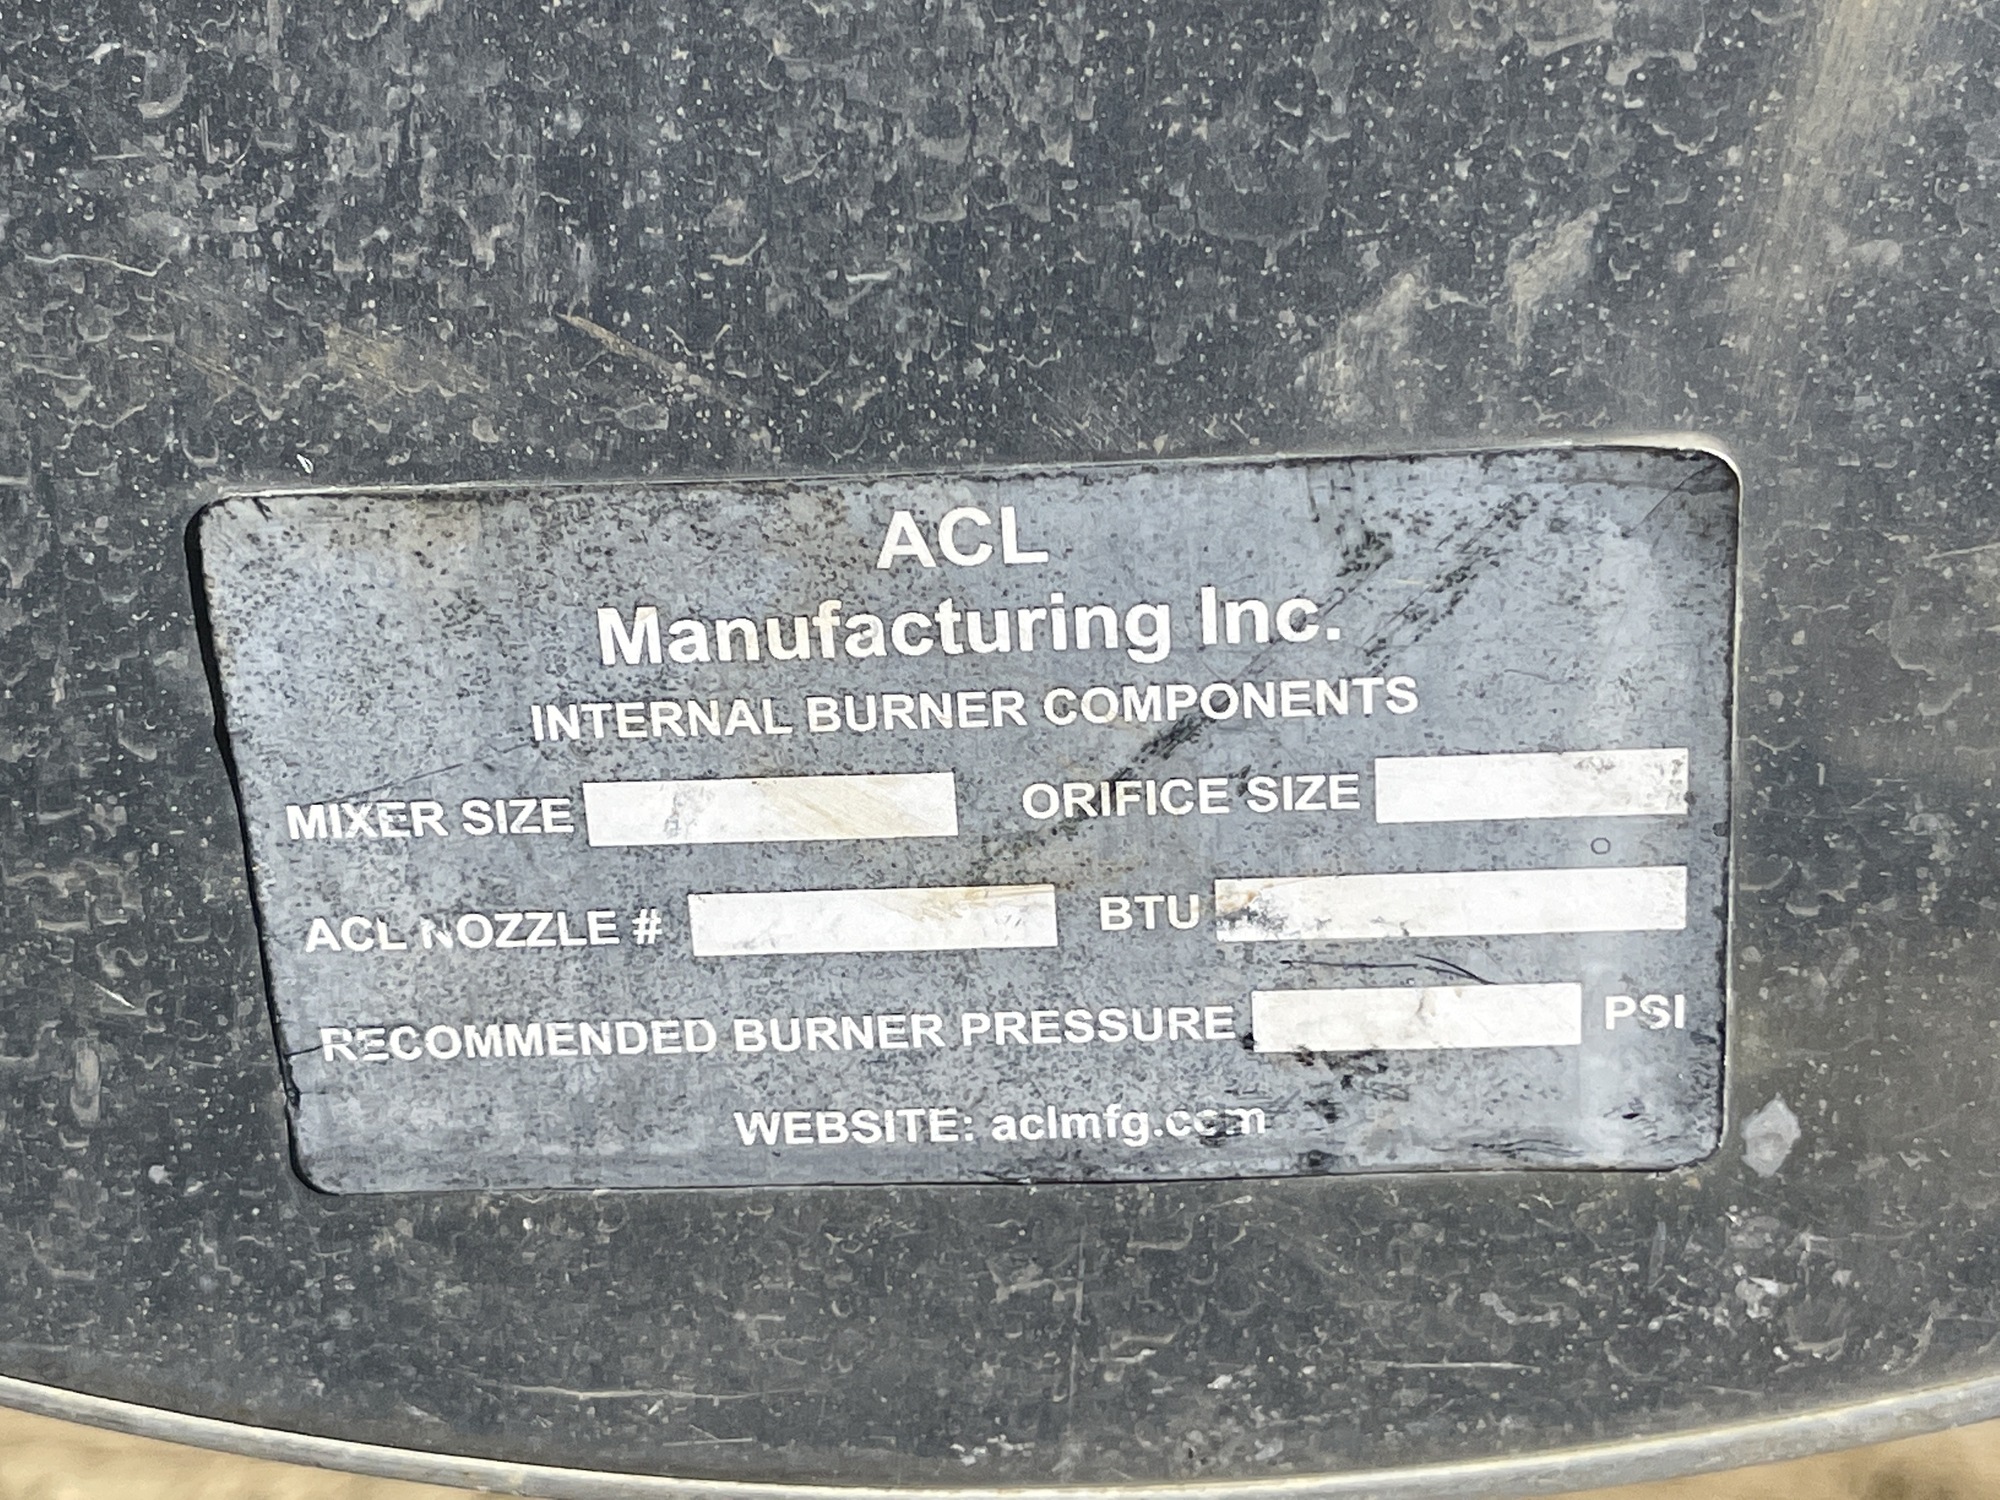 ACL
Manufacturing Inc.
INTERNAL BURNER COMPONENTS
MIXER SIZE ORIFICE SIZE
ACL NOZZLE # BTU
RECOMMENDED BURNER PRESSURE PSI
WEBSITE: aclmfg.com